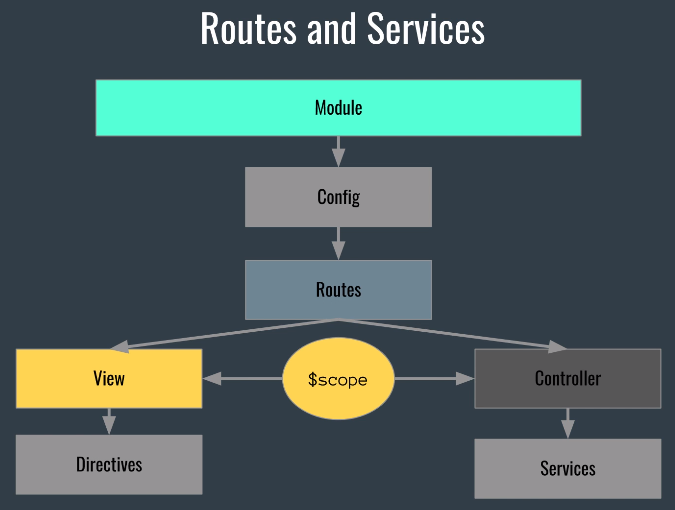 Routes and Services
Module
Config
Routes
View
$scope
Controller
Directives
Services